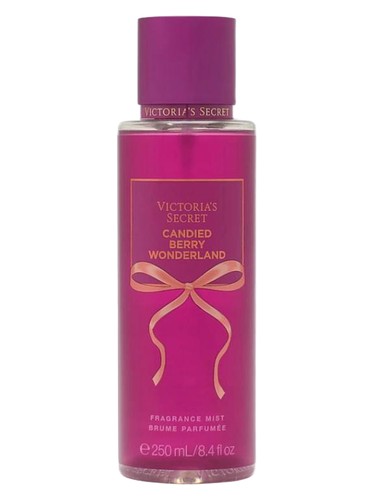 VICTORIA'S SECRET
VICTORIA'S
SECRET
CANDIED
BERRY
WONDERLAND
FRAGRANCE MIST
BRUME PARFUMÉE
℮ 250 mL/8.4 fl oz